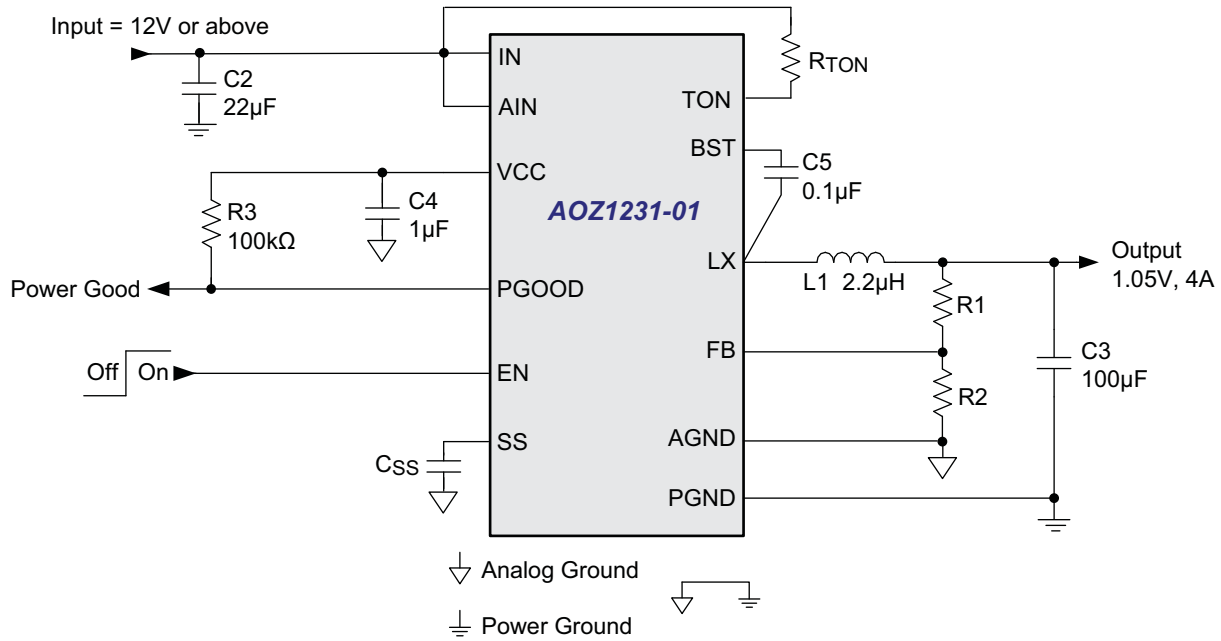 Input = 12V or above
C2
22µF
IN
AIN
RTON
TON
BST
C5
0.1µF
VCC
R3
100kΩ
C4
1µF
AOZ1231-01
LX
L1 2.2µH
Output
1.05V, 4A
Power Good
PGOOD
R1
FB
C3
100µF
Off
On
EN
R2
SS
CSS
AGND
PGND
Analog Ground
Power Ground